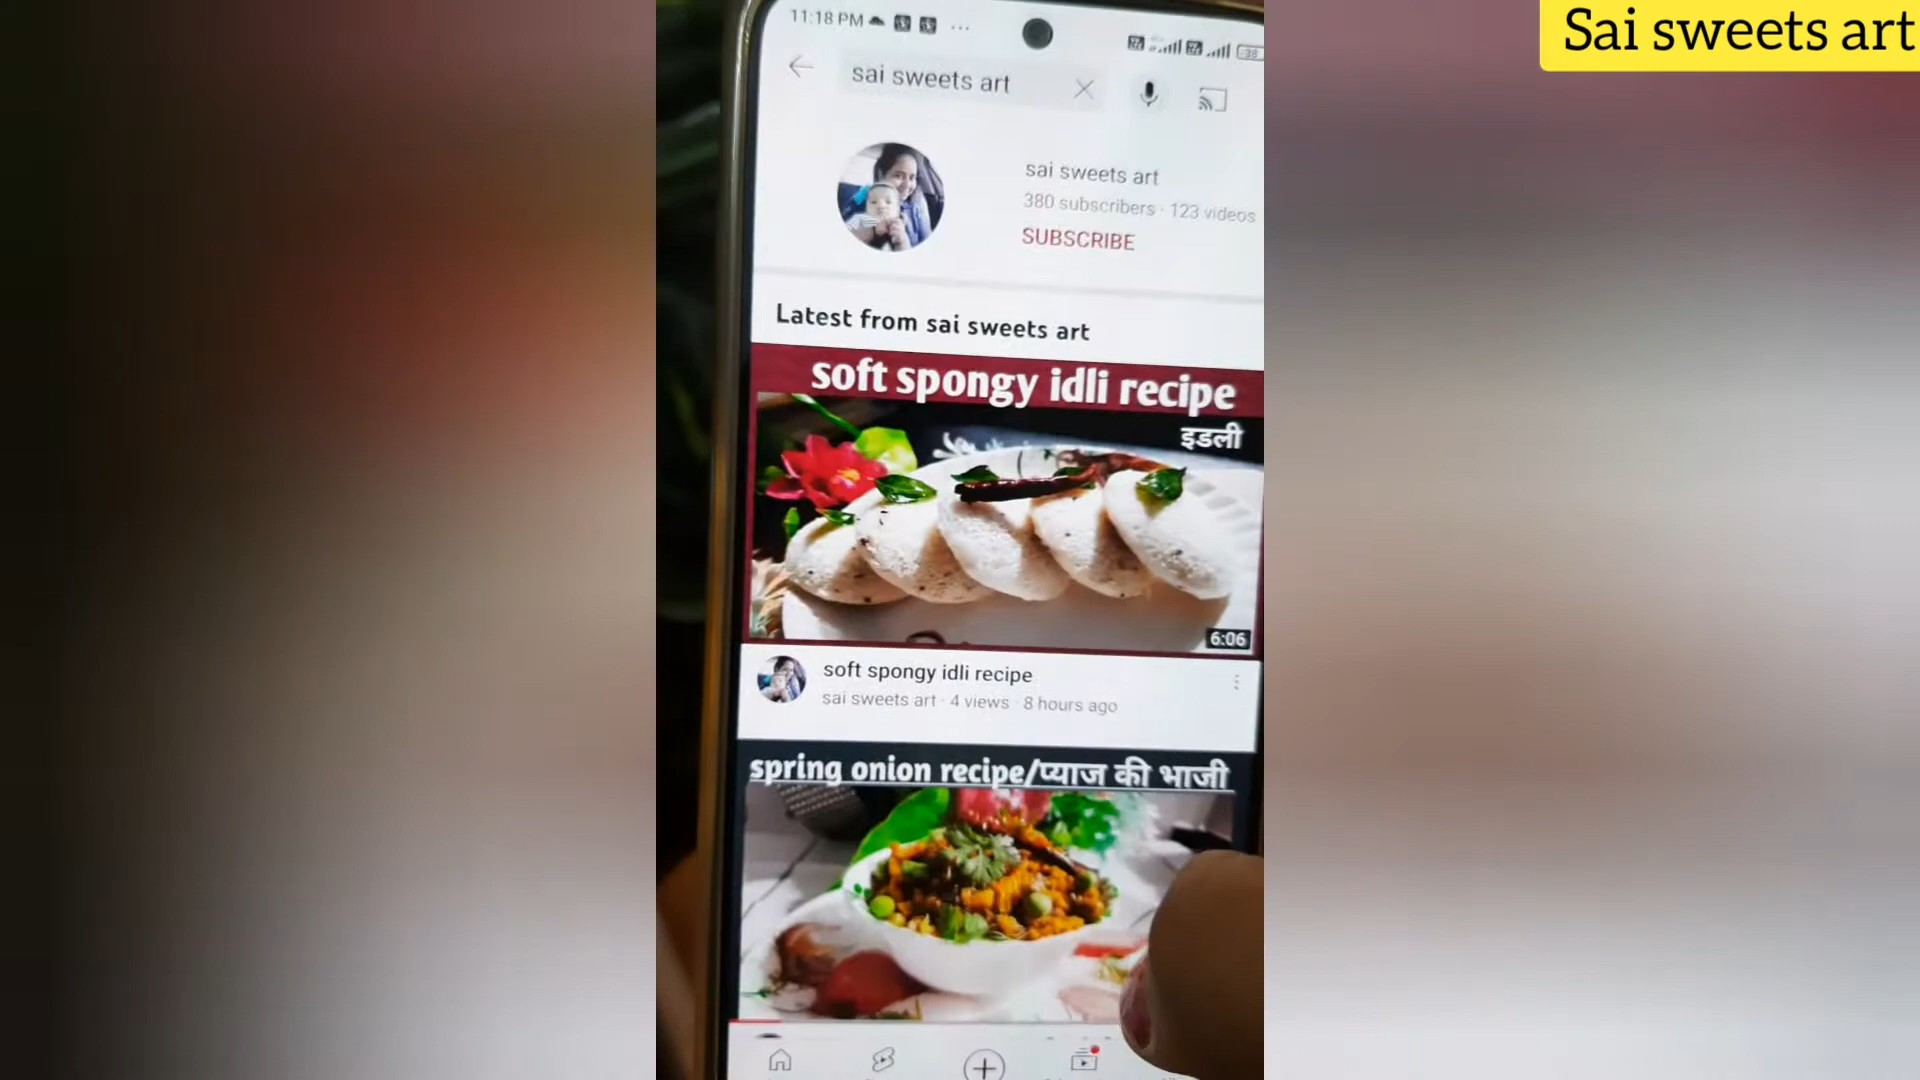 Sai sweets art
11:18 PM
38
sai sweets art
sai sweets art
380 subscribers · 123 videos
SUBSCRIBE
Latest from sai sweets art
soft spongy idli recipe
इडली
6:06
soft spongy idli recipe
sai sweets art · 4 views · 8 hours ago
spring onion recipe/प्याज की भाजी